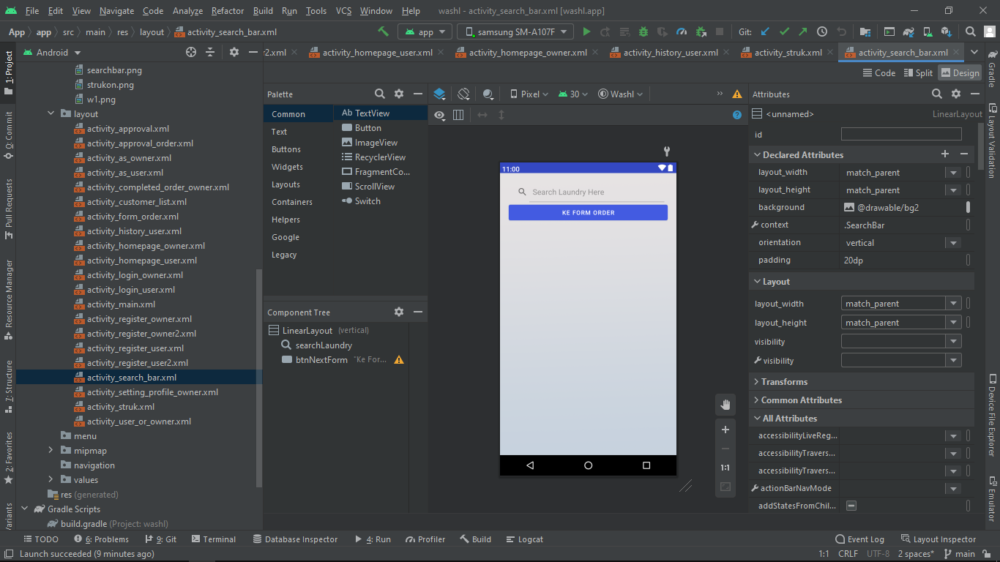 File Edit View Navigate Code Analyze Refactor Build Run Tools VCS Window Help washl - activity_search_bar.xml [washl.app]
App app src main res layout activity_search_bar.xml app samsung SM-A107F Git:
1: Project
0: Commit
Pull Requests
Resource Manager
7: Structure
2: Favorites
Android
searchbar.png
strukon.png
w1.png
layout
activity_approval.xml
activity_approval_order.xml
activity_as_owner.xml
activity_as_user.xml
activity_completed_order_owner.xml
activity_customer_list.xml
activity_form_order.xml
activity_history_user.xml
activity_homepage_owner.xml
activity_homepage_user.xml
activity_login_owner.xml
activity_login_user.xml
activity_main.xml
activity_register_owner.xml
activity_register_owner2.xml
activity_register_user.xml
activity_register_user2.xml
activity_search_bar.xml
activity_setting_profile_owner.xml
activity_struk.xml
activity_user_or_owner.xml
menu
mipmap
navigation
values
res (generated)
Gradle Scripts
build.gradle (Project: washl)
r2.xml activity_homepage_user.xml activity_homepage_owner.xml activity_history_user.xml activity_struk.xml activity_search_bar.xml
Code Split Design
Palette
Common
Text
Buttons
Widgets
Layouts
Containers
Helpers
Google
Legacy
Ab TextView
Button
ImageView
RecyclerView
FragmentCo...
ScrollView
Switch
Component Tree
LinearLayout (vertical)
searchLaundry
btnNextForm "Ke For...
Pixel 30 Washl
11:00
Search Laundry Here
KE FORM ORDER
1:1
Attributes
<unnamed> LinearLayout
id
Declared Attributes
layout_width match_parent
layout_height match_parent
background @drawable/bg2
context .SearchBar
orientation vertical
padding 20dp
Layout
layout_width match_parent
layout_height match_parent
visibility
visibility
Transforms
Common Attributes
All Attributes
accessibilityLiveReg...
accessibilityTravers...
accessibilityTravers...
actionBarNavMode
addStatesFromChil...
Gradle
Layout Validation
Device File Explorer
Emulator
TODO 6: Problems 9: Git Terminal Database Inspector 4: Run Profiler Build Logcat Event Log Layout Inspector
Launch succeeded (9 minutes ago) 1:1 CRLF UTF-8 2 spaces* main